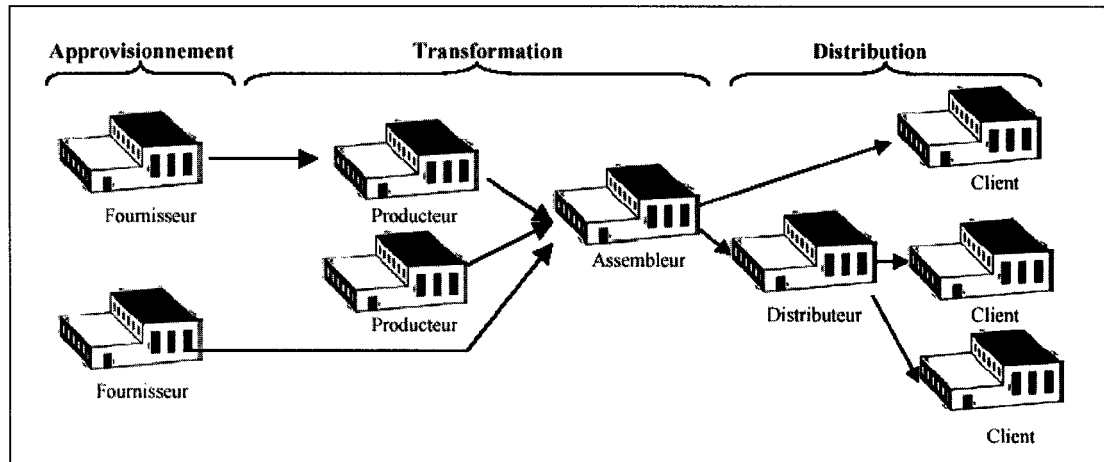 Approvisionnement Transformation Distribution
Fournisseur
Producteur
Client
Assembleur
Producteur
Distributeur
Client
Fournisseur
Client